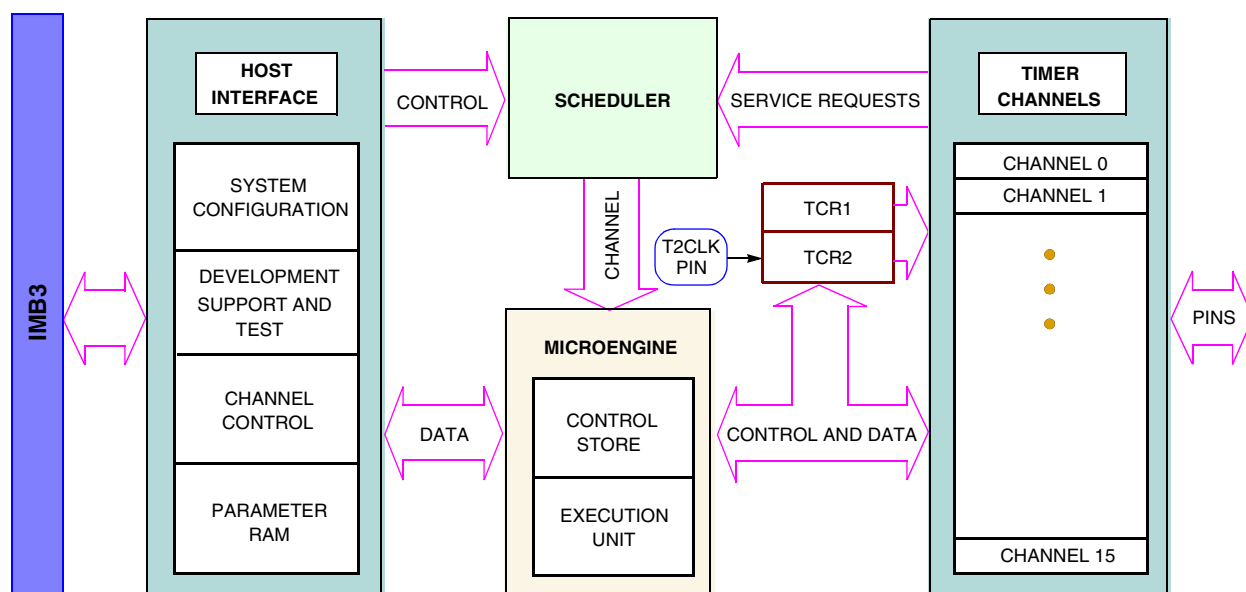 IMB3
HOST
INTERFACE
SYSTEM
CONFIGURATION
DEVELOPMENT
SUPPORT AND
TEST
CHANNEL
CONTROL
PARAMETER
RAM
CONTROL
SCHEDULER
SERVICE REQUESTS
CHANNEL
T2CLK
PIN
TCR1
TCR2
DATA
MICROENGINE
CONTROL
STORE
EXECUTION
UNIT
CONTROL AND DATA
TIMER
CHANNELS
CHANNEL 0
CHANNEL 1
CHANNEL 15
PINS